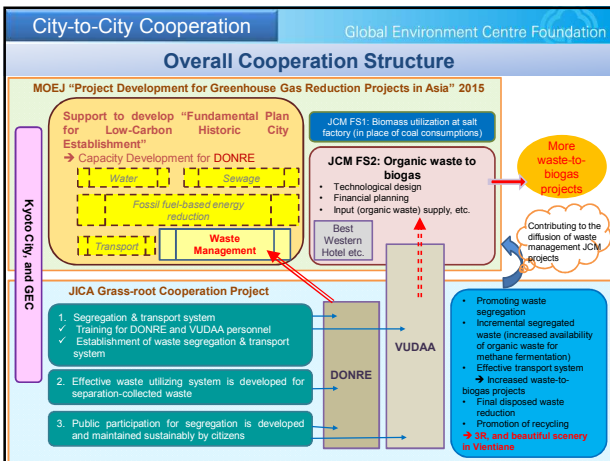 City-to-City Cooperation
Global Environment Centre Foundation
Overall Cooperation Structure
MOEJ “Project Development for Greenhouse Gas Reduction Projects in Asia” 2015
Kyoto City, and GEC
Support to develop “Fundamental Plan
for Low-Carbon Historic City
Establishment”
➔ Capacity Development for DONRE
Water
Sewage
Fossil fuel-based energy
reduction
Transport
Waste
Management
JCM FS1: Biomass utilization at salt
factory (in place of coal consumptions)
JCM FS2: Organic waste to
biogas
• Technological design
• Financial planning
• Input (organic waste) supply, etc.
Best
Western
Hotel etc.
More
waste-to-
biogas
projects
Contributing to
the diffusion of waste
management JCM
projects
JICA Grass-root Cooperation Project
1. Segregation & transport system
✓ Training for DONRE and VUDAA personnel
✓ Establishment of waste segregation & transport
system
2. Effective waste utilizing system is developed for
separation-collected waste
3. Public participation for segregation is developed
and maintained sustainably by citizens
DONRE
VUDAA
• Promoting waste
segregation
• Incremental segregated
waste (increased availability
of organic waste for
methane fermentation)
• Effective transport system
➔ Increased waste-to-
biogas projects
• Final disposed waste
reduction
• Promotion of recycling
• ➔ 3R, and beautiful scenery
in Vientiane